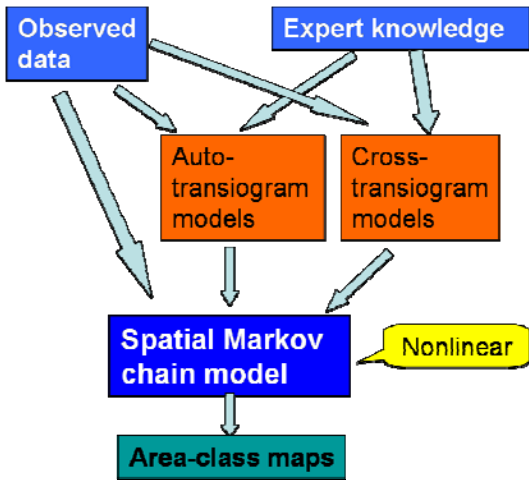 Observed
data
Expert knowledge
Auto-
transiogram
models
Cross-
transiogram
models
Spatial Markov
chain model
Nonlinear
Area-class maps